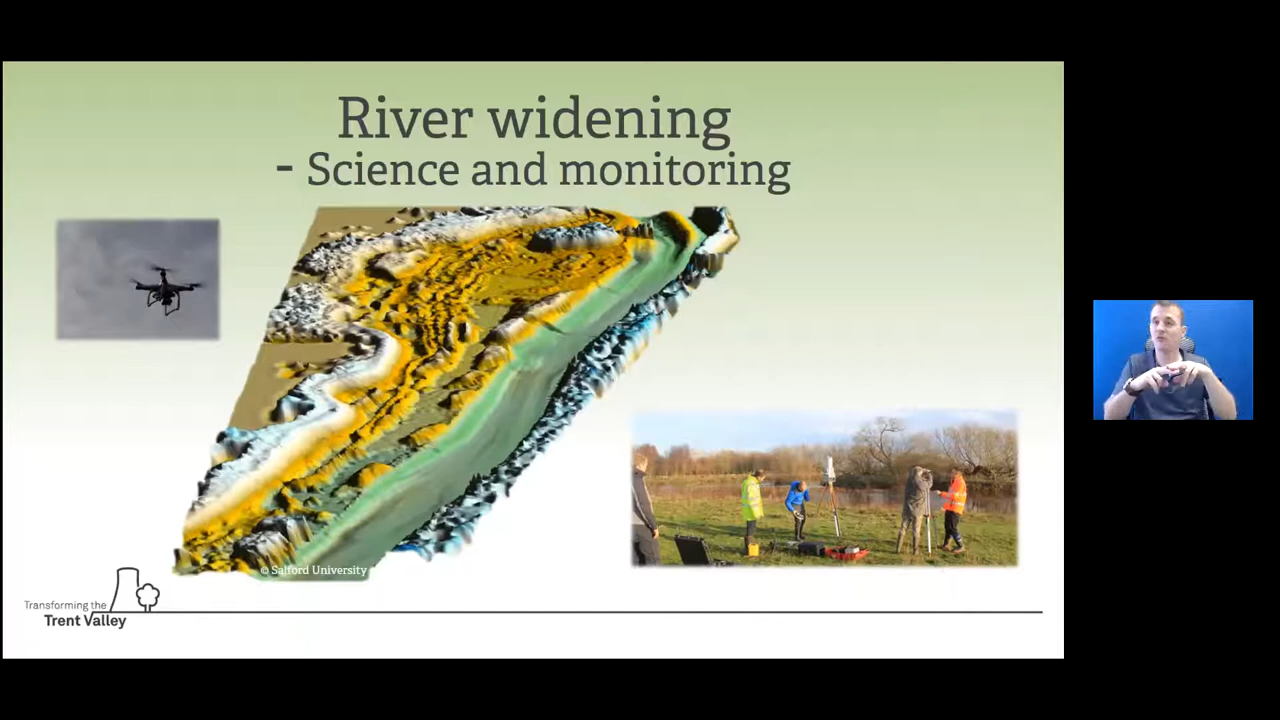 River widening
- Science and monitoring
© Salford University
Transforming the
Trent Valley